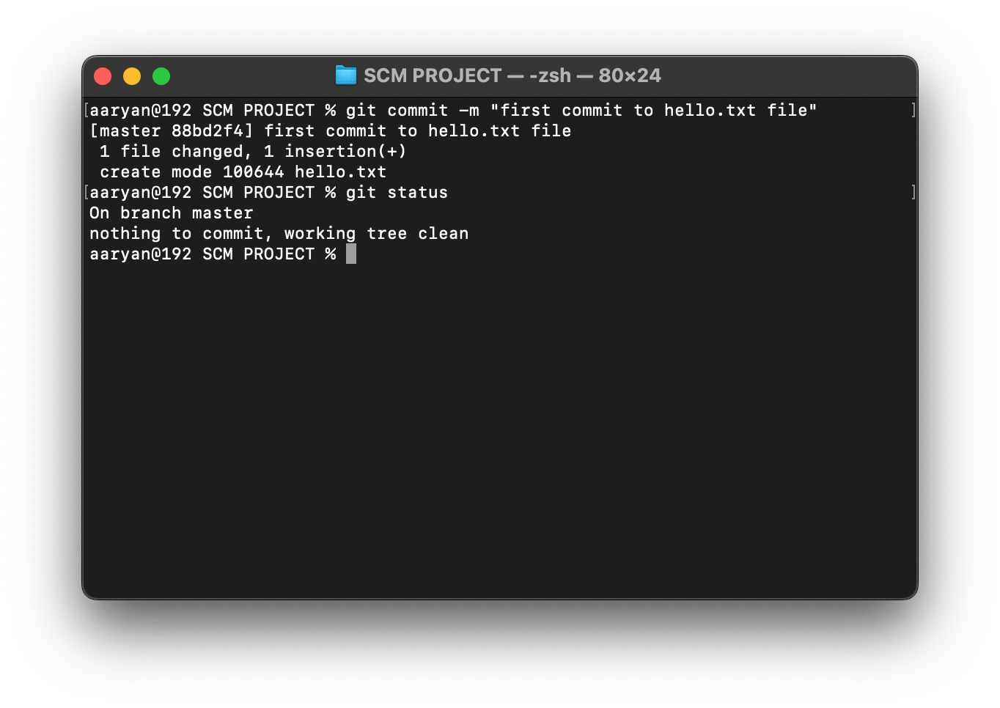 SCM PROJECT — -zsh — 80×24
[aaryan@192 SCM PROJECT % git commit -m "first commit to hello.txt file" ]
[master 88bd2f4] first commit to hello.txt file
 1 file changed, 1 insertion(+)
 create mode 100644 hello.txt
[aaryan@192 SCM PROJECT % git status ]
On branch master
nothing to commit, working tree clean
aaryan@192 SCM PROJECT %